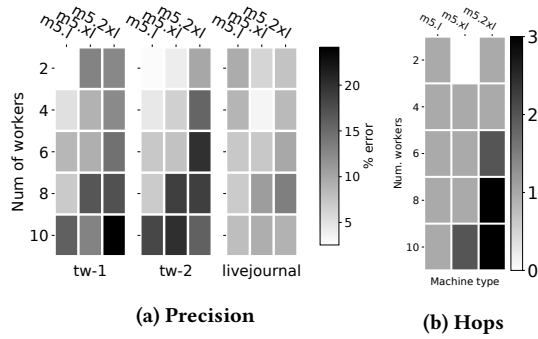 m5.l m5.xl m5.2xl m5.l m5.xl m5.2xl m5.l m5.xl m5.2xl
Num of workers
2
4
6
8
10
tw-1 tw-2 livejournal
20
15
10
5
% error
(a) Precision
m5.l m5.xl m5.2xl
Num. workers
2
4
6
8
10
Machine type
3
2
1
0
(b) Hops